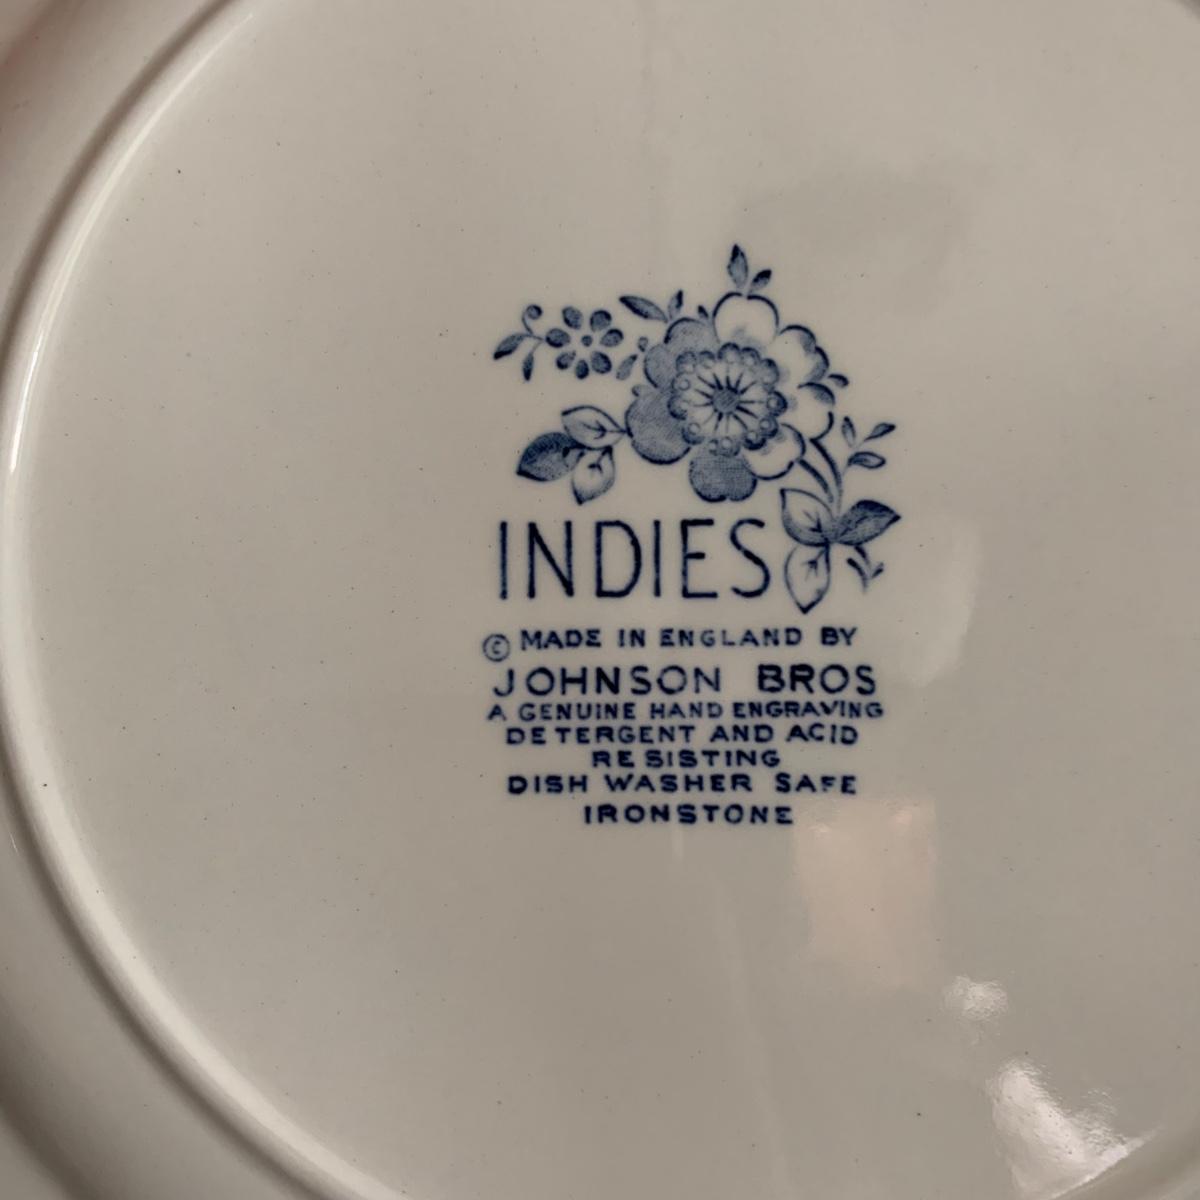 INDIES
© MADE IN ENGLAND BY
JOHNSON BROS
A GENUINE HAND ENGRAVING
DETERGENT AND ACID
RESISTING
DISH WASHER SAFE
IRONSTONE